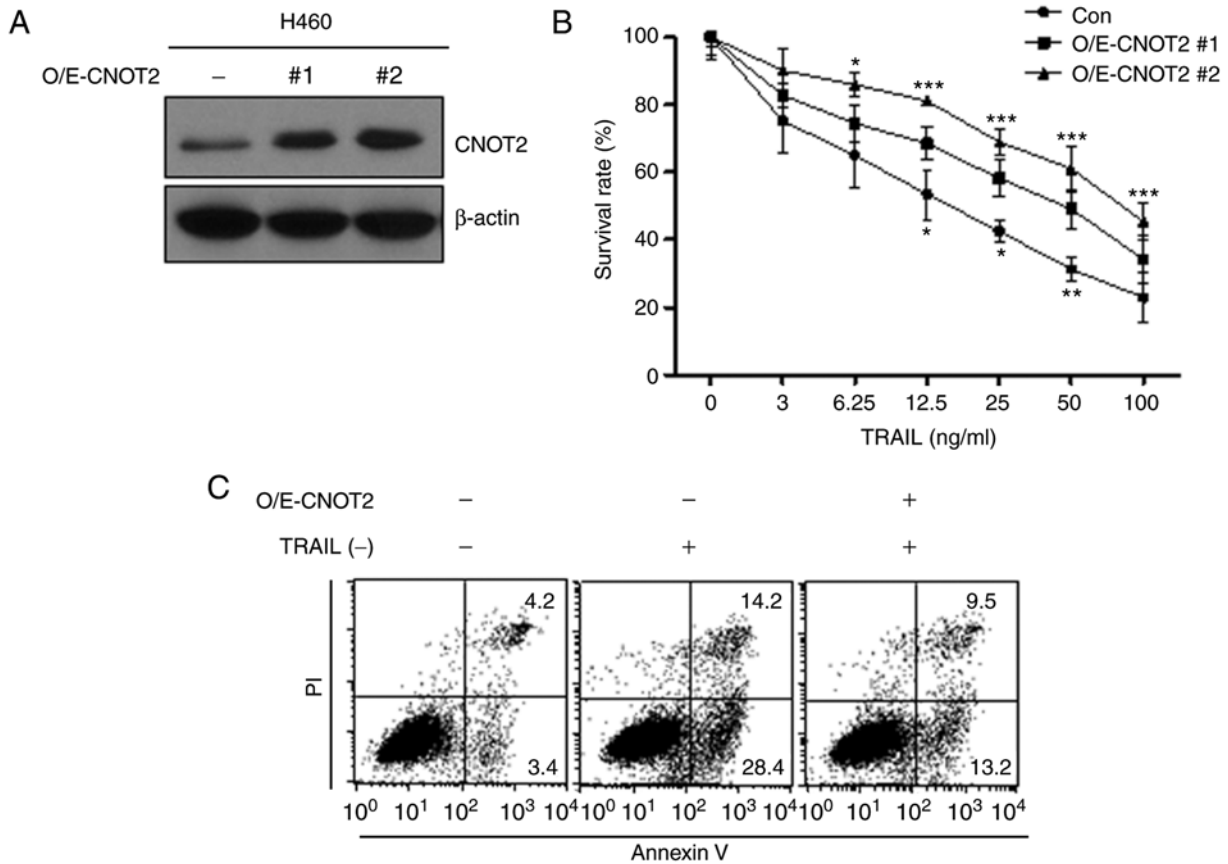 A
H460
O/E-CNOT2 – #1 #2
CNOT2
β-actin
B
Con
O/E-CNOT2 #1
O/E-CNOT2 #2
Survival rate (%)
100
80
60
40
20
0
* *** *** *** ***
* * **
0 3 6.25 12.5 25 50 100
TRAIL (ng/ml)
C
O/E-CNOT2 – – +
TRAIL (–) – + +
PI
4.2 14.2 9.5
3.4 28.4 13.2
10⁰ 10¹ 10² 10³ 10⁴ 10⁰ 10¹ 10² 10³ 10⁴ 10⁰ 10¹ 10² 10³ 10⁴
Annexin V